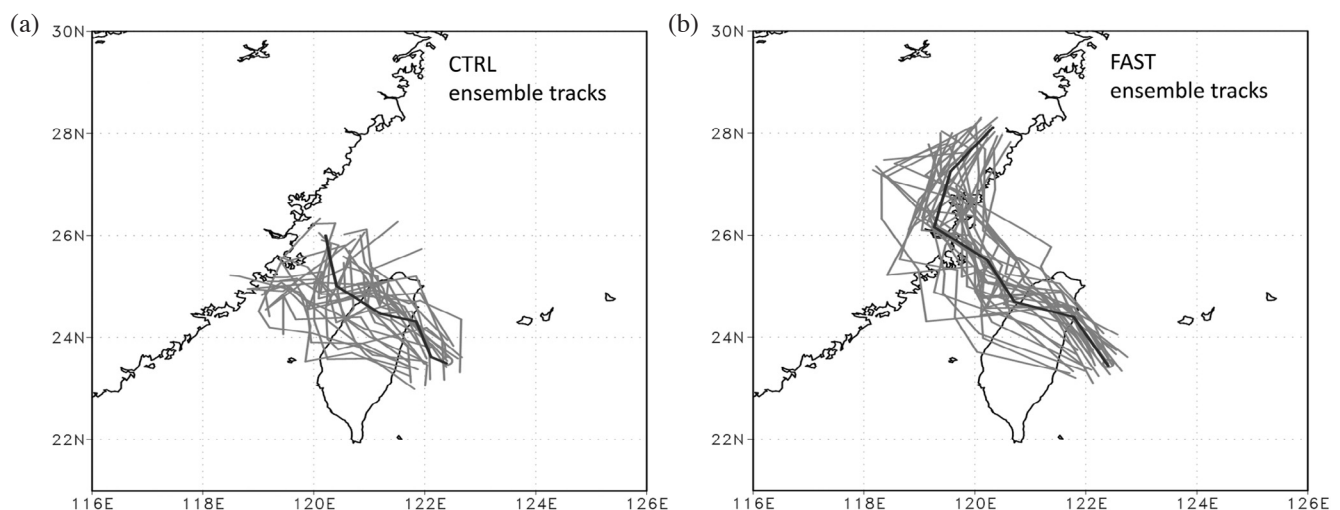 (a)
30N
28N
26N
24N
22N
116E 118E 120E 122E 124E 126E
CTRL
ensemble tracks
(b)
30N
28N
26N
24N
22N
116E 118E 120E 122E 124E 126E
FAST
ensemble tracks